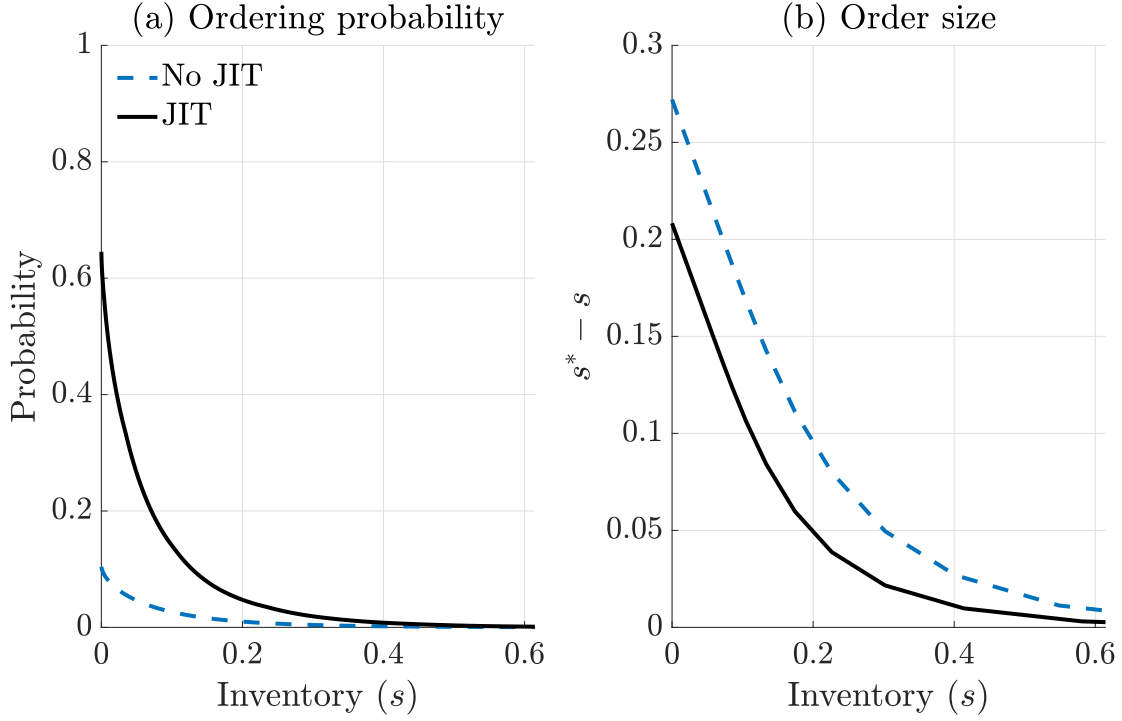 (a) Ordering probability
1
0.8
0.6
0.4
0.2
0
Probability
No JIT
JIT
0 0.2 0.4 0.6
Inventory (s)
(b) Order size
0.3
0.25
0.2
0.15
0.1
0.05
0
s* − s
0 0.2 0.4 0.6
Inventory (s)